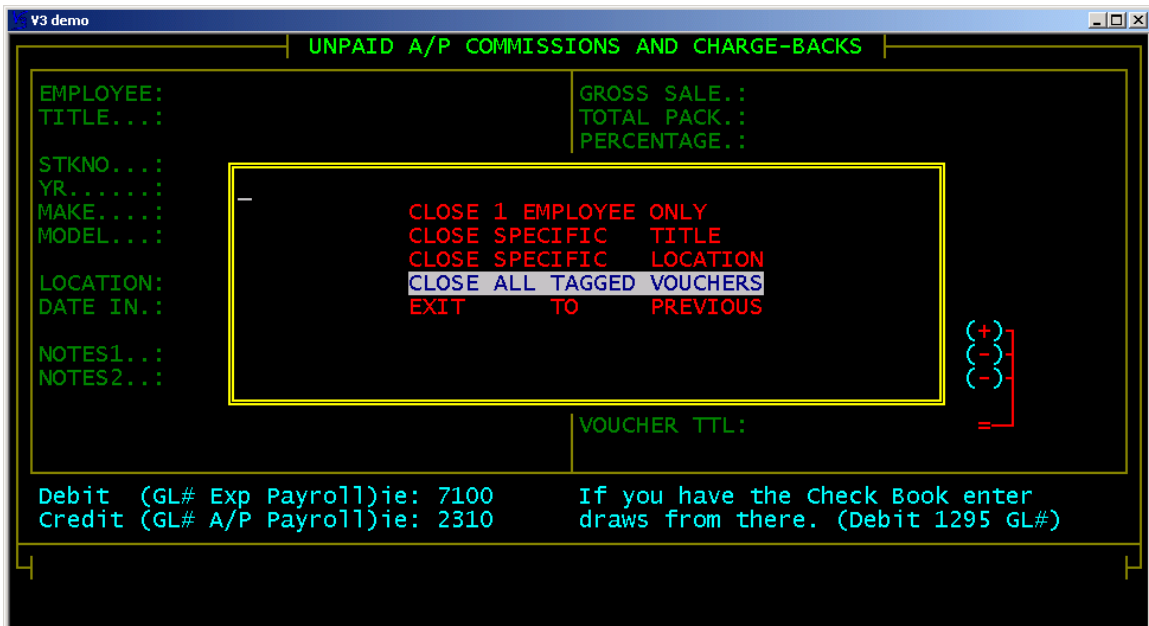 V3 demo
UNPAID A/P COMMISSIONS AND CHARGE-BACKS
EMPLOYEE: GROSS SALE.:
TITLE...: TOTAL PACK.:
PERCENTAGE.:
STKNO...:
YR......:
MAKE....: CLOSE 1 EMPLOYEE ONLY
MODEL...: CLOSE SPECIFIC TITLE
CLOSE SPECIFIC LOCATION
LOCATION: CLOSE ALL TAGGED VOUCHERS
DATE IN.: EXIT TO PREVIOUS
(+)
NOTES1..: (-)
NOTES2..: (-)
VOUCHER TTL: =
Debit (GL# Exp Payroll)ie: 7100 If you have the Check Book enter
Credit (GL# A/P Payroll)ie: 2310 draws from there. (Debit 1295 GL#)